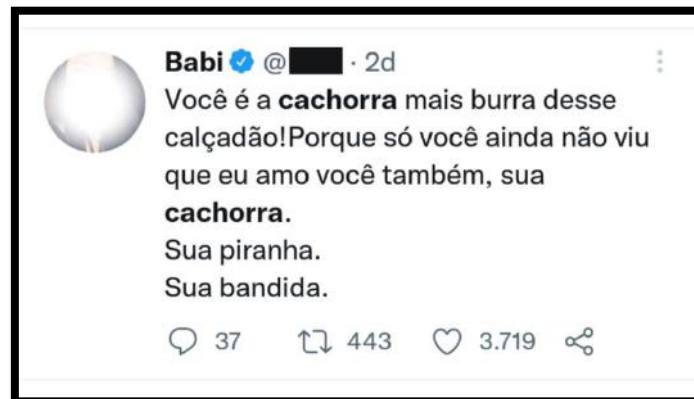 Babi @ · 2d
Você é a cachorra mais burra desse
calçadão!Porque só você ainda não viu
que eu amo você também, sua
cachorra.
Sua piranha.
Sua bandida.
37 443 3.719